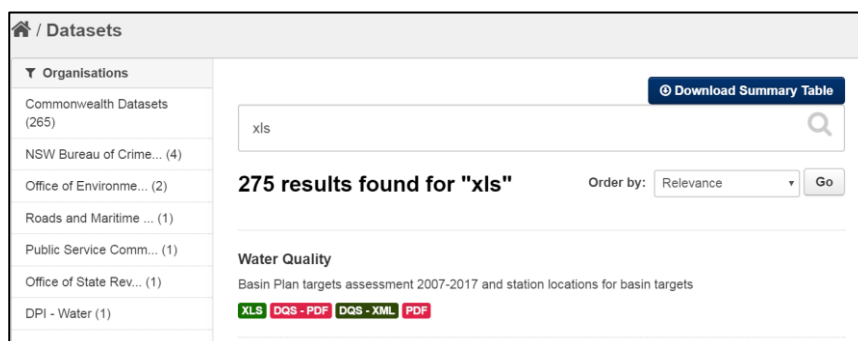 / Datasets
Organisations
Commonwealth Datasets
(265)
NSW Bureau of Crime... (4)
Office of Environme... (2)
Roads and Maritime ... (1)
Public Service Comm... (1)
Office of State Rev... (1)
DPI - Water (1)
Download Summary Table
xls
275 results found for "xls"
Order by: Relevance Go
Water Quality
Basin Plan targets assessment 2007-2017 and station locations for basin targets
XLS DQS - PDF DQS - XML PDF